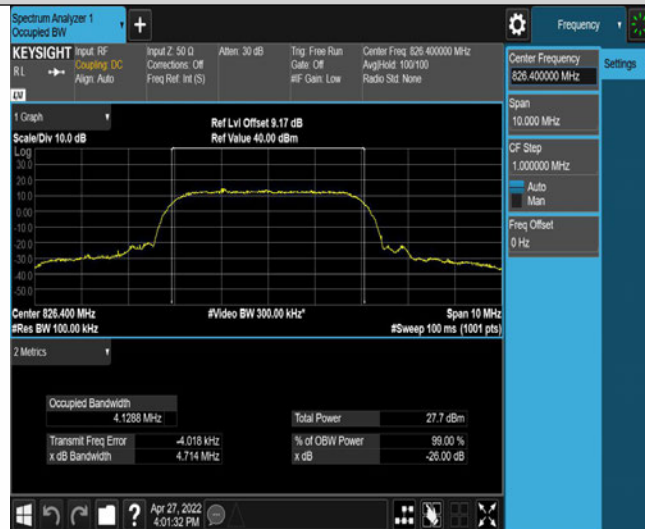 Spectrum Analyzer 1
Occupied BW
Frequency
KEYSIGHT
RL
Input: RF
Coupling: DC
Align: Auto
Input Z: 50 Ω
Corrections: Off
Freq Ref: Int (S)
Atten: 30 dB
Trig: Free Run
Gate: Off
#IF Gain: Low
Center Freq: 826.400000 MHz
Avg|Hold: 100/100
Radio Std: None
LXI
1 Graph
Scale/Div 10.0 dB
Ref Lvl Offset 9.17 dB
Ref Value 40.00 dBm
Log
30.0
20.0
10.0
0.00
-10.0
-20.0
-30.0
-40.0
-50.0
Center 826.400 MHz
#Res BW 100.00 kHz
#Video BW 300.00 kHz*
Span 10 MHz
#Sweep 100 ms (1001 pts)
2 Metrics
Occupied Bandwidth
4.1288 MHz
Total Power 27.7 dBm
Transmit Freq Error -4.018 kHz
% of OBW Power 99.00 %
x dB Bandwidth 4.714 MHz
x dB -26.00 dB
Center Frequency
826.400000 MHz
Settings
Span
10.000 MHz
CF Step
1.000000 MHz
Auto
Man
Freq Offset
0 Hz
?
Apr 27, 2022
4:01:32 PM